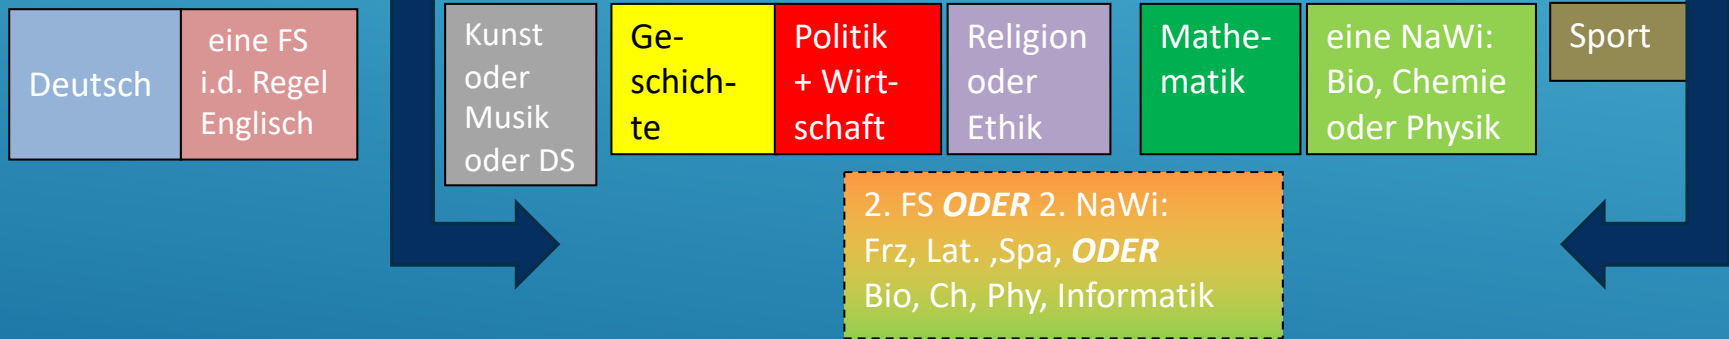 Deutsch
eine FS
i.d. Regel
Englisch
Kunst
oder
Musik
oder DS
Ge-
schich-
te
Politik
+ Wirt-
schaft
Religion
oder
Ethik
Mathe-
matik
eine NaWi:
Bio, Chemie
oder Physik
Sport
2. FS ODER 2. NaWi:
Frz, Lat. ,Spa, ODER
Bio, Ch, Phy, Informatik